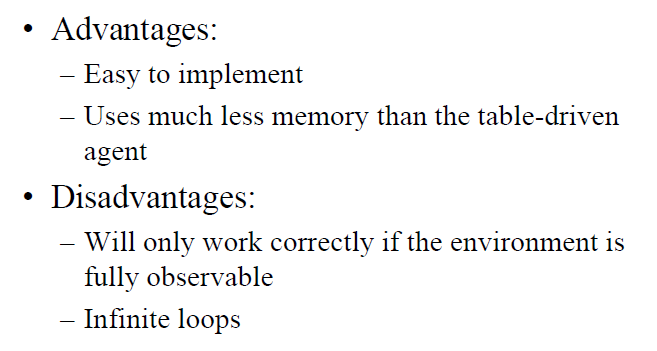 • Advantages:
– Easy to implement
– Uses much less memory than the table-driven
agent
• Disadvantages:
– Will only work correctly if the environment is
fully observable
– Infinite loops